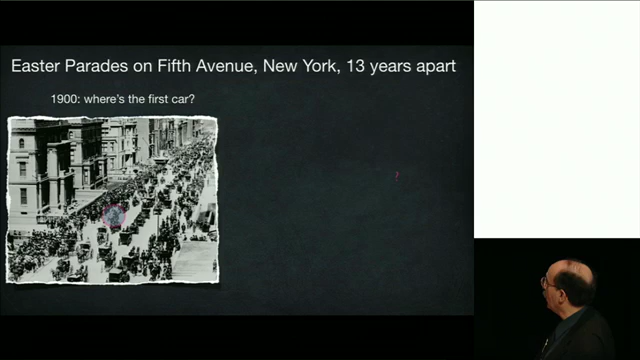 Easter Parades on Fifth Avenue, New York, 13 years apart
1900: where's the first car?
?